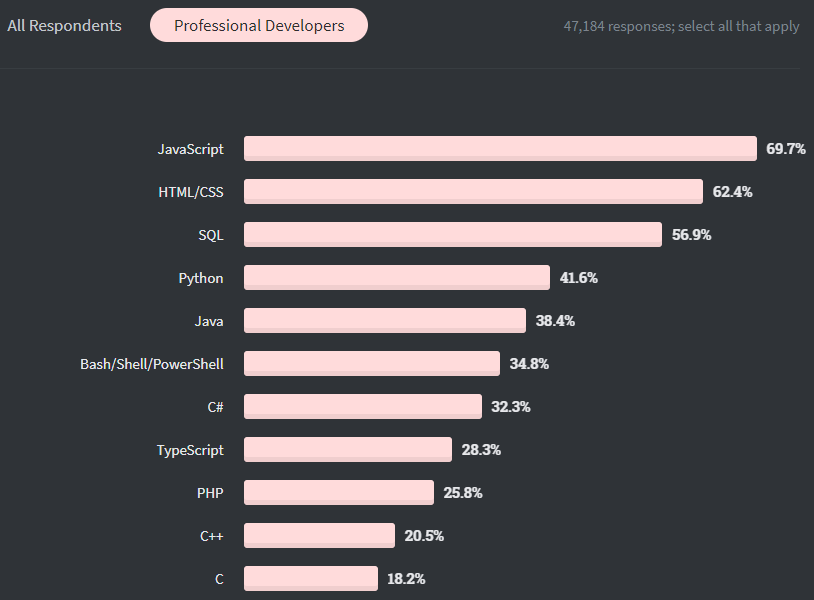 All Respondents Professional Developers 47,184 responses; select all that apply
JavaScript 69.7%
HTML/CSS 62.4%
SQL 56.9%
Python 41.6%
Java 38.4%
Bash/Shell/PowerShell 34.8%
C# 32.3%
TypeScript 28.3%
PHP 25.8%
C++ 20.5%
C 18.2%